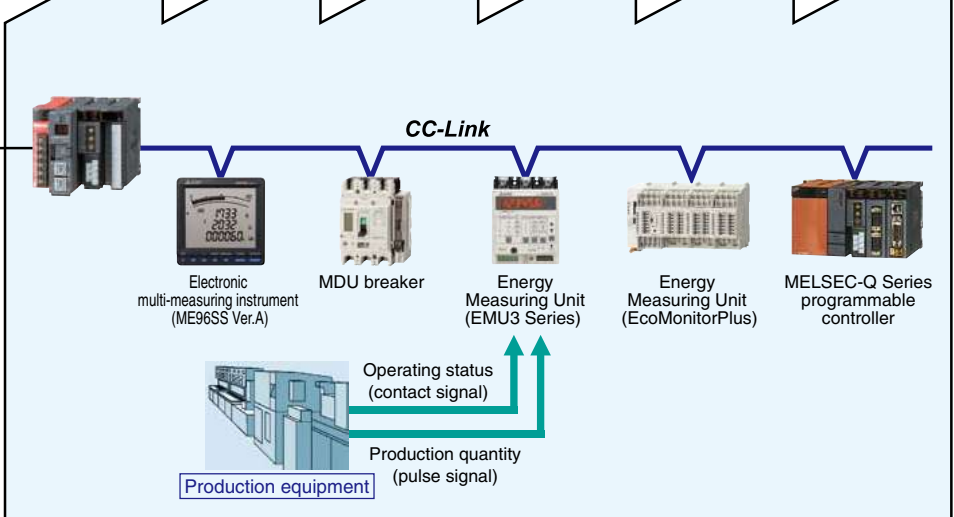 CC-Link
Electronic
multi-measuring instrument
(ME96SS Ver.A)
MDU breaker
Energy
Measuring Unit
(EMU3 Series)
Energy
Measuring Unit
(EcoMonitorPlus)
MELSEC-Q Series
programmable
controller
Operating status
(contact signal)
Production quantity
(pulse signal)
Production equipment